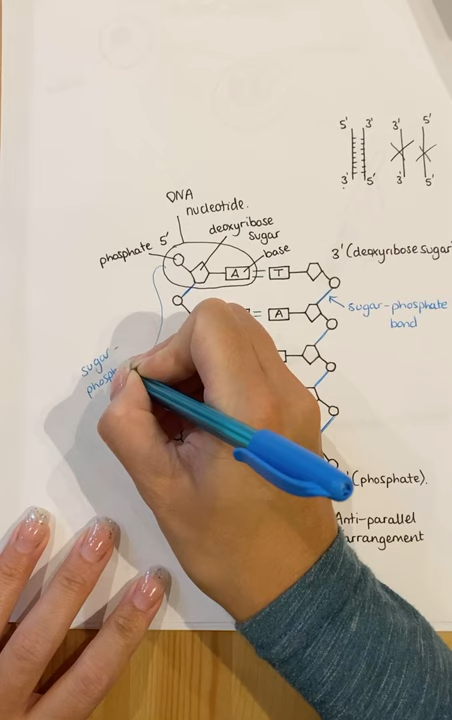 5' 3' 3' 5'
3' 5' 3' 5'
DNA
nucleotide.
deoxyribose
sugar
phosphate 5'
base
3' (deoxyribose sugar
A = T
sugar-phosphate
bond
= A
sugar-
(phosphate).
Anti-parallel
arrangement